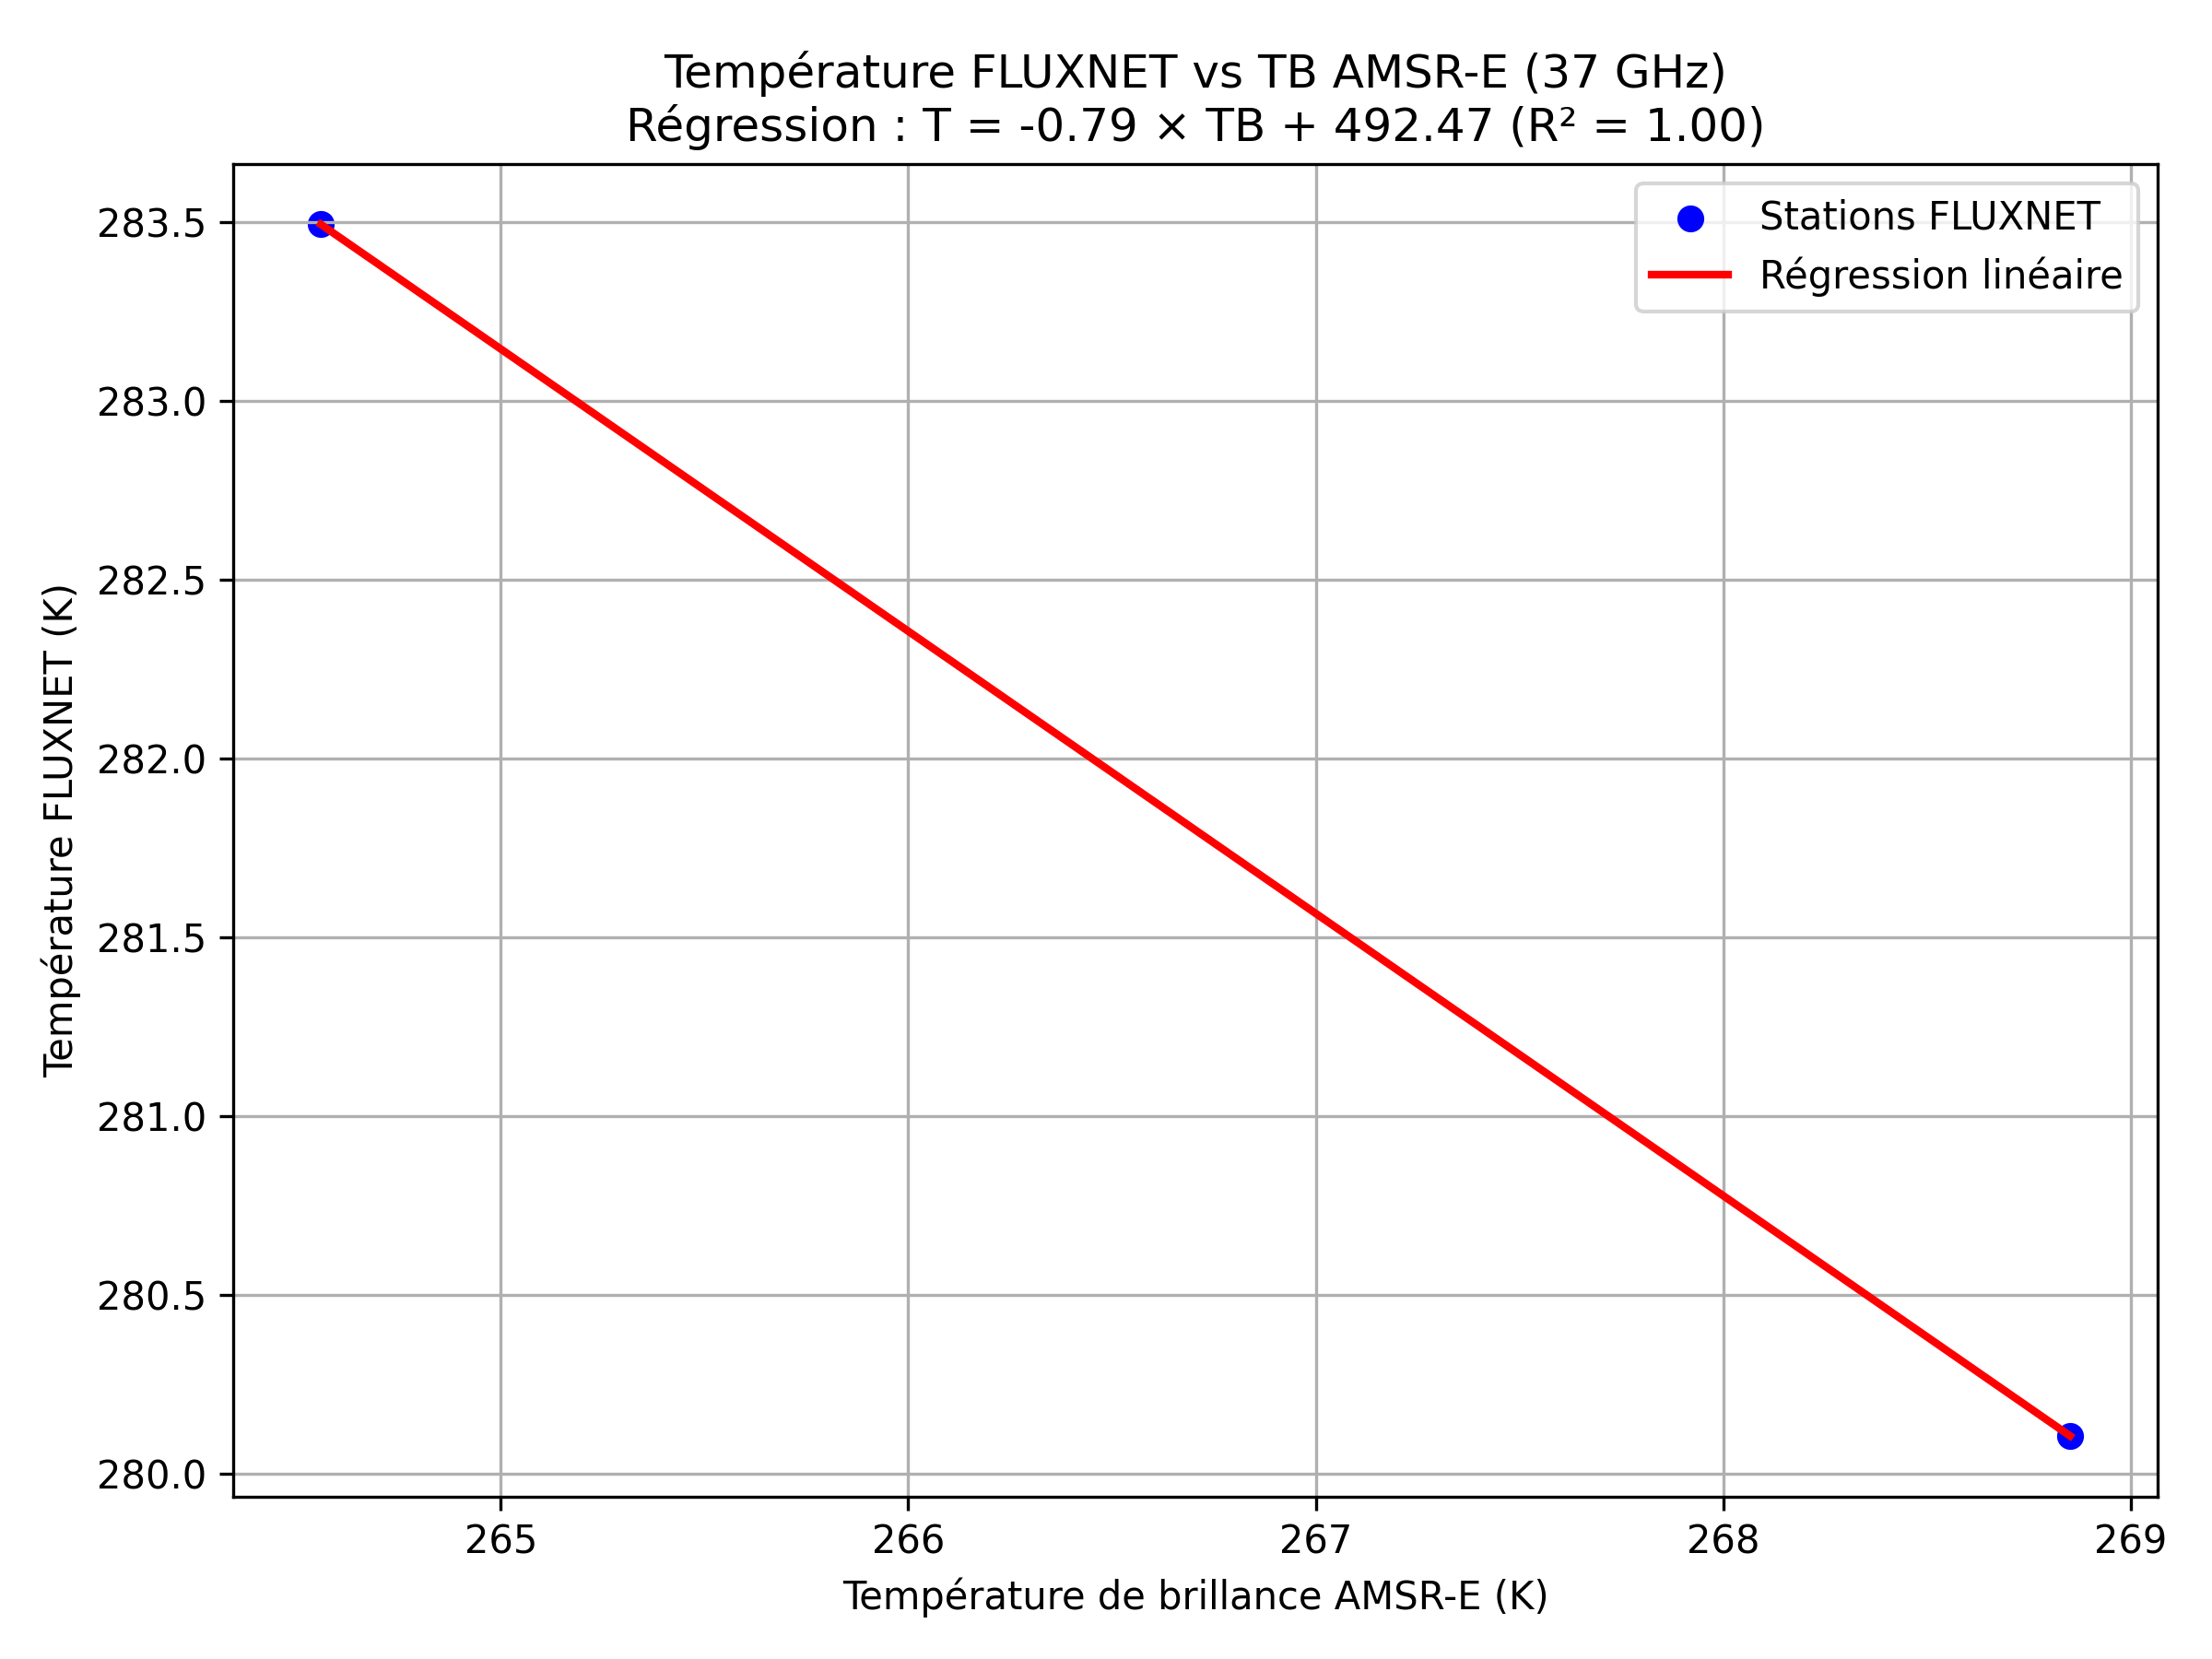 Température FLUXNET vs TB AMSR-E (37 GHz)
Régression : T = -0.79 × TB + 492.47 (R² = 1.00)
Stations FLUXNET
Régression linéaire
Température FLUXNET (K)
283.5
283.0
282.5
282.0
281.5
281.0
280.5
280.0
265 266 267 268 269
Température de brillance AMSR-E (K)